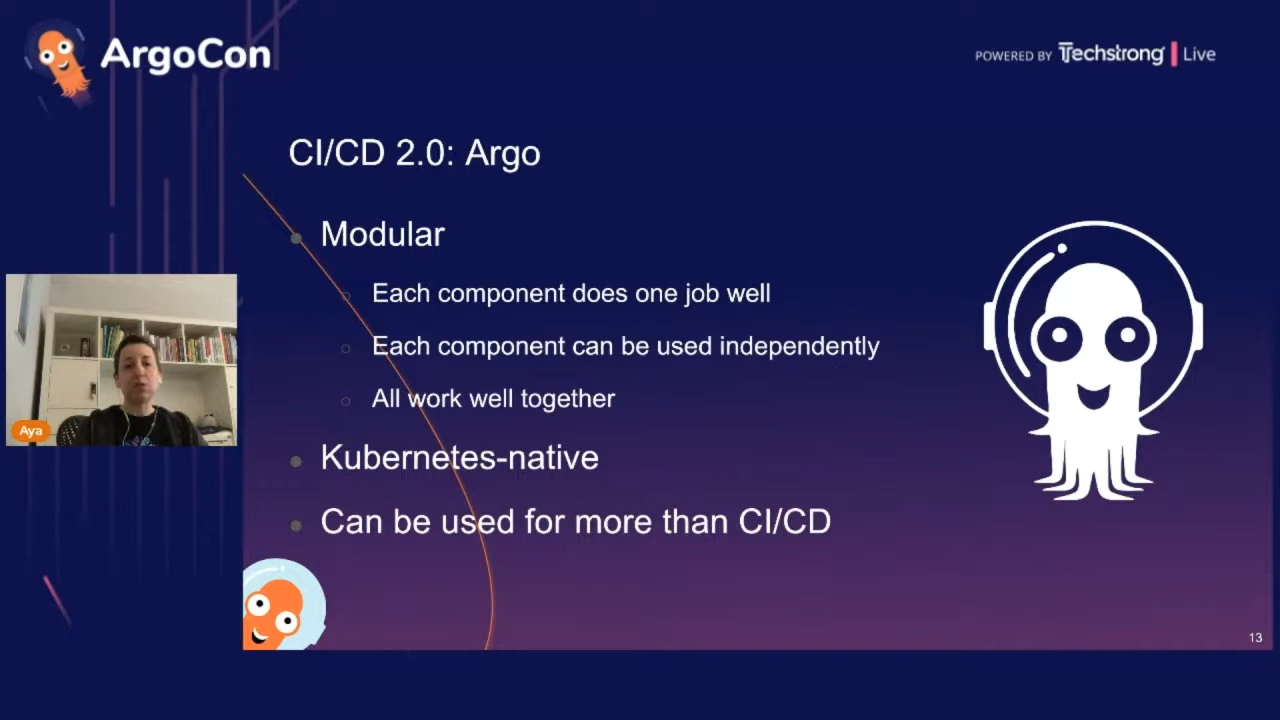 ArgoCon
POWERED BY Techstrong | Live
CI/CD 2.0: Argo
Modular
Each component does one job well
Each component can be used independently
All work well together
Kubernetes-native
Can be used for more than CI/CD
Aya
13